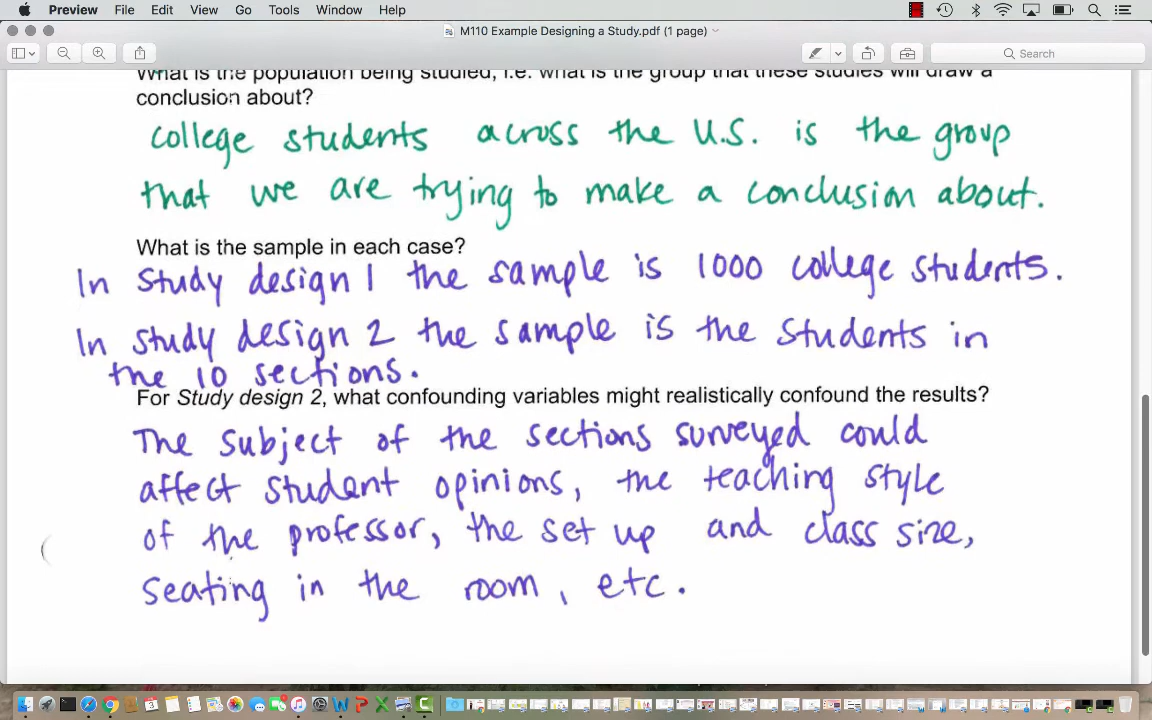 Preview File Edit View Go Tools Window Help
M110 Example Designing a Study.pdf (1 page)
Search
What is the population being studied, i.e. what is the group that these studies will draw a
conclusion about?
college students across the U.S. is the group
that we are trying to make a conclusion about.
What is the sample in each case?
In Study design 1 the sample is 1000 college students.
In study design 2 the sample is the students in
the 10 sections.
For Study design 2, what confounding variables might realistically confound the results?
The subject of the sections surveyed could
affect student opinions, the teaching style
of the professor, the set up and class size,
seating in the room, etc.